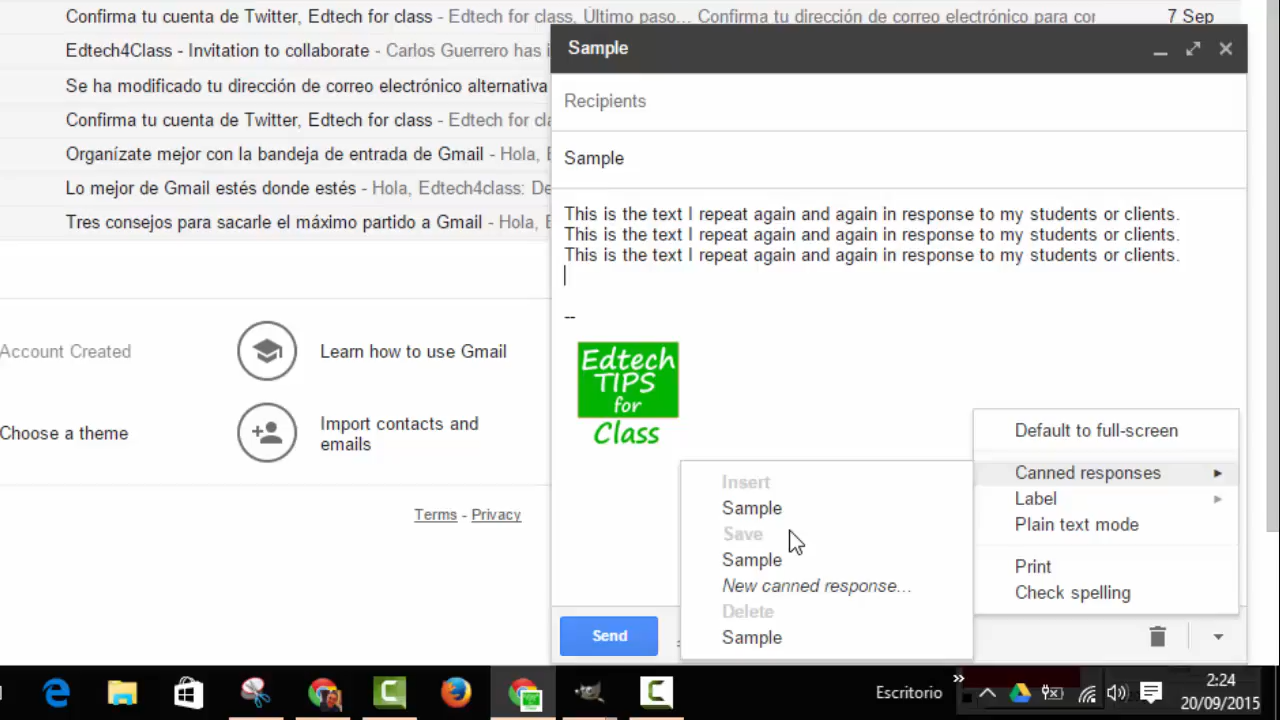 Confirma tu cuenta de Twitter, Edtech for class - Edtech for class, Último paso... Confirma tu dirección de correo electrónico para cor 7 Sep
Edtech4Class - Invitation to collaborate - Carlos Guerrero has i
Se ha modificado tu dirección de correo electrónico alternativa
Confirma tu cuenta de Twitter, Edtech for class - Edtech for cla
Organízate mejor con la bandeja de entrada de Gmail - Hola, E
Lo mejor de Gmail estés donde estés - Hola, Edtech4class: De
Tres consejos para sacarle el máximo partido a Gmail - Hola, E
Account Created
Learn how to use Gmail
Choose a theme
Import contacts and
emails
Terms - Privacy
Sample
Recipients
Sample
This is the text I repeat again and again in response to my students or clients.
This is the text I repeat again and again in response to my students or clients.
This is the text I repeat again and again in response to my students or clients.
--
Edtech
TIPS
for
Class
Default to full-screen
Canned responses
Label
Plain text mode
Print
Check spelling
Insert
Sample
Save
Sample
New canned response...
Delete
Sample
Send
Escritorio
2:24
20/09/2015